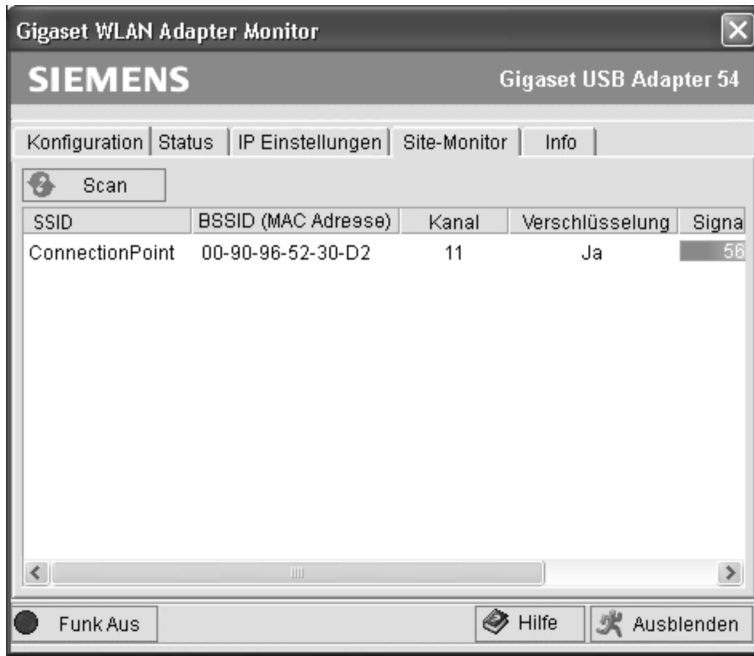 Gigaset WLAN Adapter Monitor
SIEMENS Gigaset USB Adapter 54
Konfiguration Status IP Einstellungen Site-Monitor Info
Scan
SSID BSSID (MAC Adresse) Kanal Verschlüsselung Signa
ConnectionPoint 00-90-96-52-30-D2 11 Ja 56
Funk Aus Hilfe Ausblenden